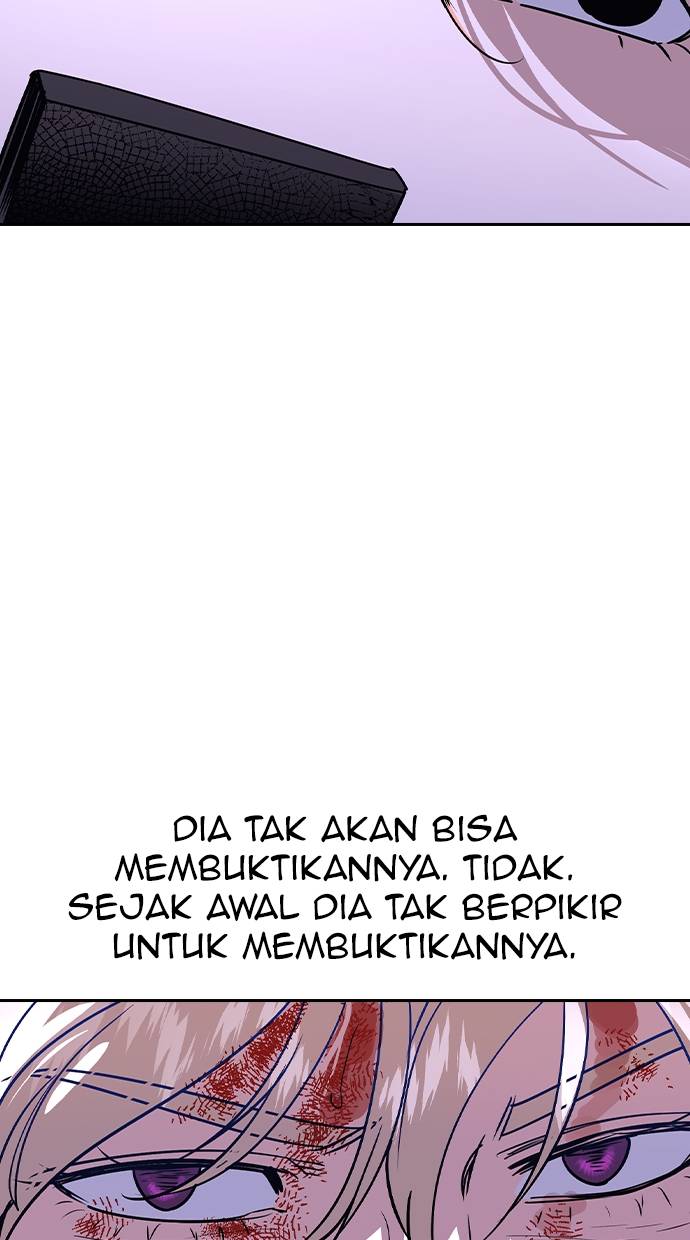 DIA TAK AKAN BISA
MEMBUKTIKANNYA. TIDAK.
SEJAK AWAL DIA TAK BERPIKIR
UNTUK MEMBUKTIKANNYA.